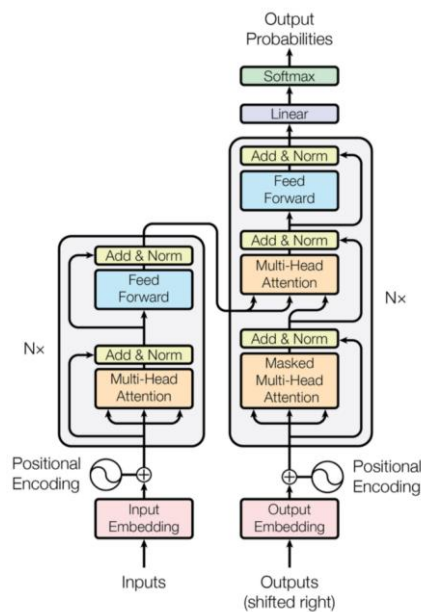 Output
Probabilities
Softmax
Linear
Add & Norm
Feed
Forward
Add & Norm
Multi-Head
Attention
Nx
Add & Norm
Masked
Multi-Head
Attention
Positional
Encoding
Output
Embedding
Outputs
(shifted right)
Add & Norm
Feed
Forward
Nx
Add & Norm
Multi-Head
Attention
Positional
Encoding
Input
Embedding
Inputs